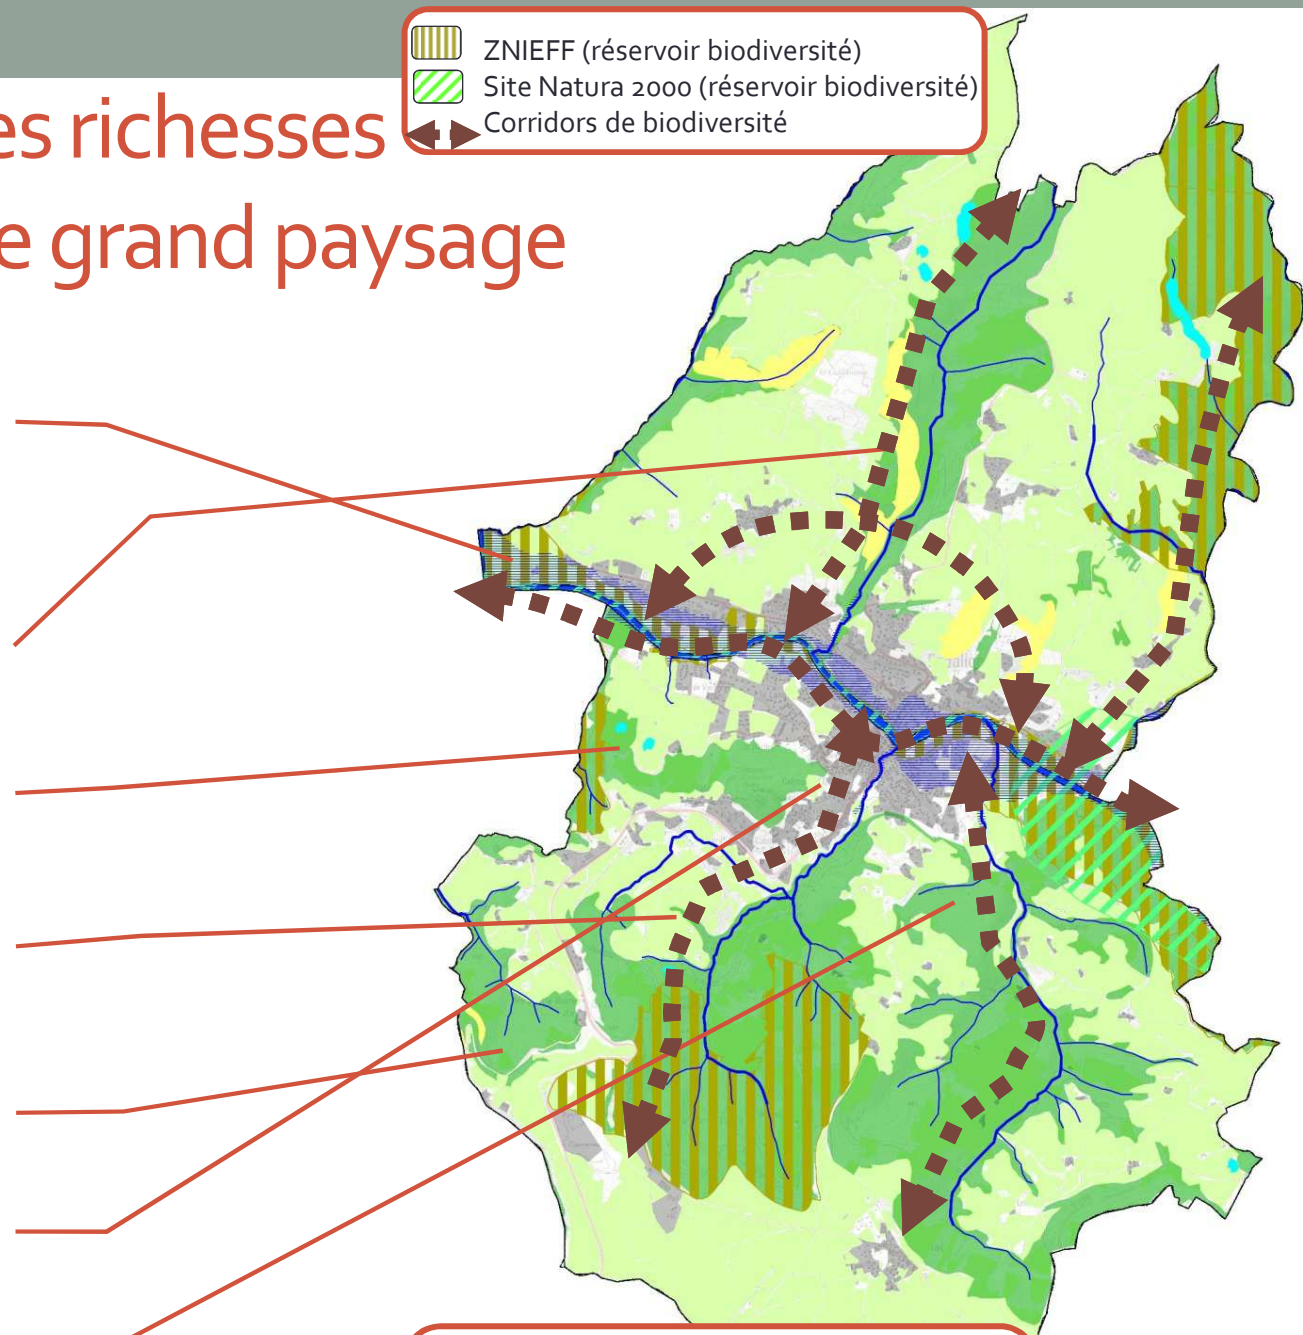 ZNIEFF (réservoir biodiversité)
Site Natura 2000 (réservoir biodiversité)
Corridors de biodiversité
es richesses
e grand paysage